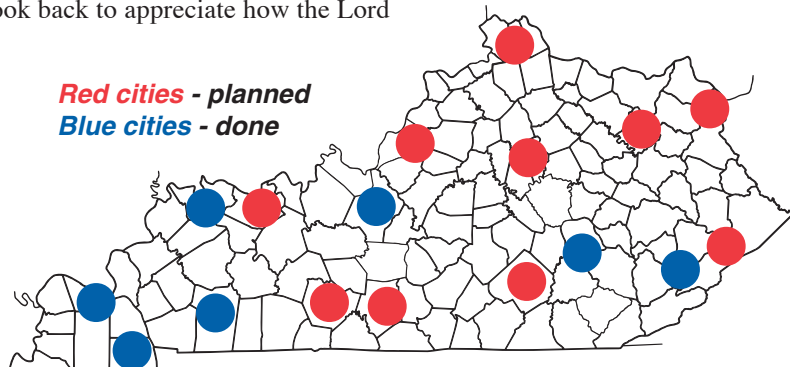 ook back to appreciate how the Lord
Red cities - planned
Blue cities - done